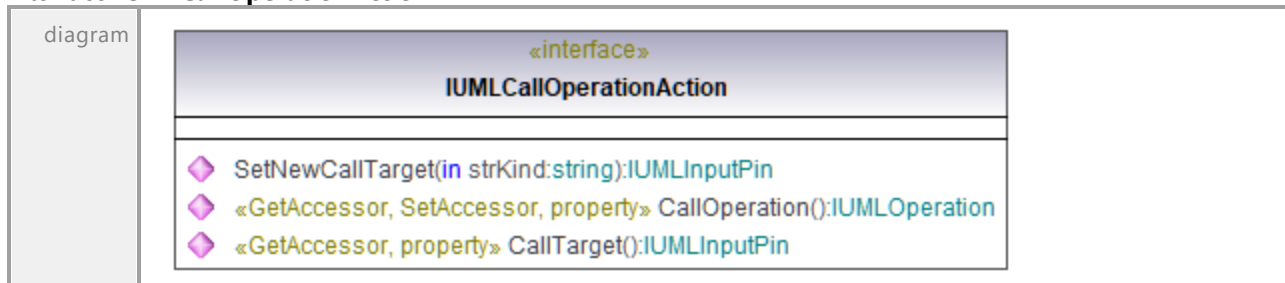 diagram
«interface»
IUMLCallOperationAction
SetNewCallTarget(in strKind:string):IUMLInputPin
«GetAccessor, SetAccessor, property» CallOperation():IUMLOperation
«GetAccessor, property» CallTarget():IUMLInputPin